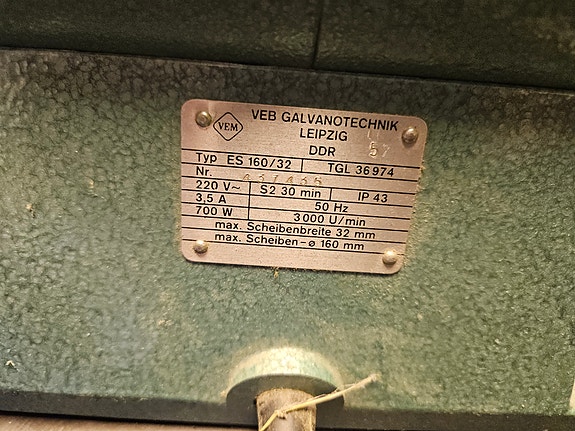 VEM
VEB GALVANOTECHNIK
LEIPZIG
DDR
Typ ES 160/32 TGL 36974
Nr.
220 V~ S2 30 min IP 43
3,5 A 50 Hz
700 W 3000 U/min
max. Scheibenbreite 32 mm
max. Scheiben-ø 160 mm